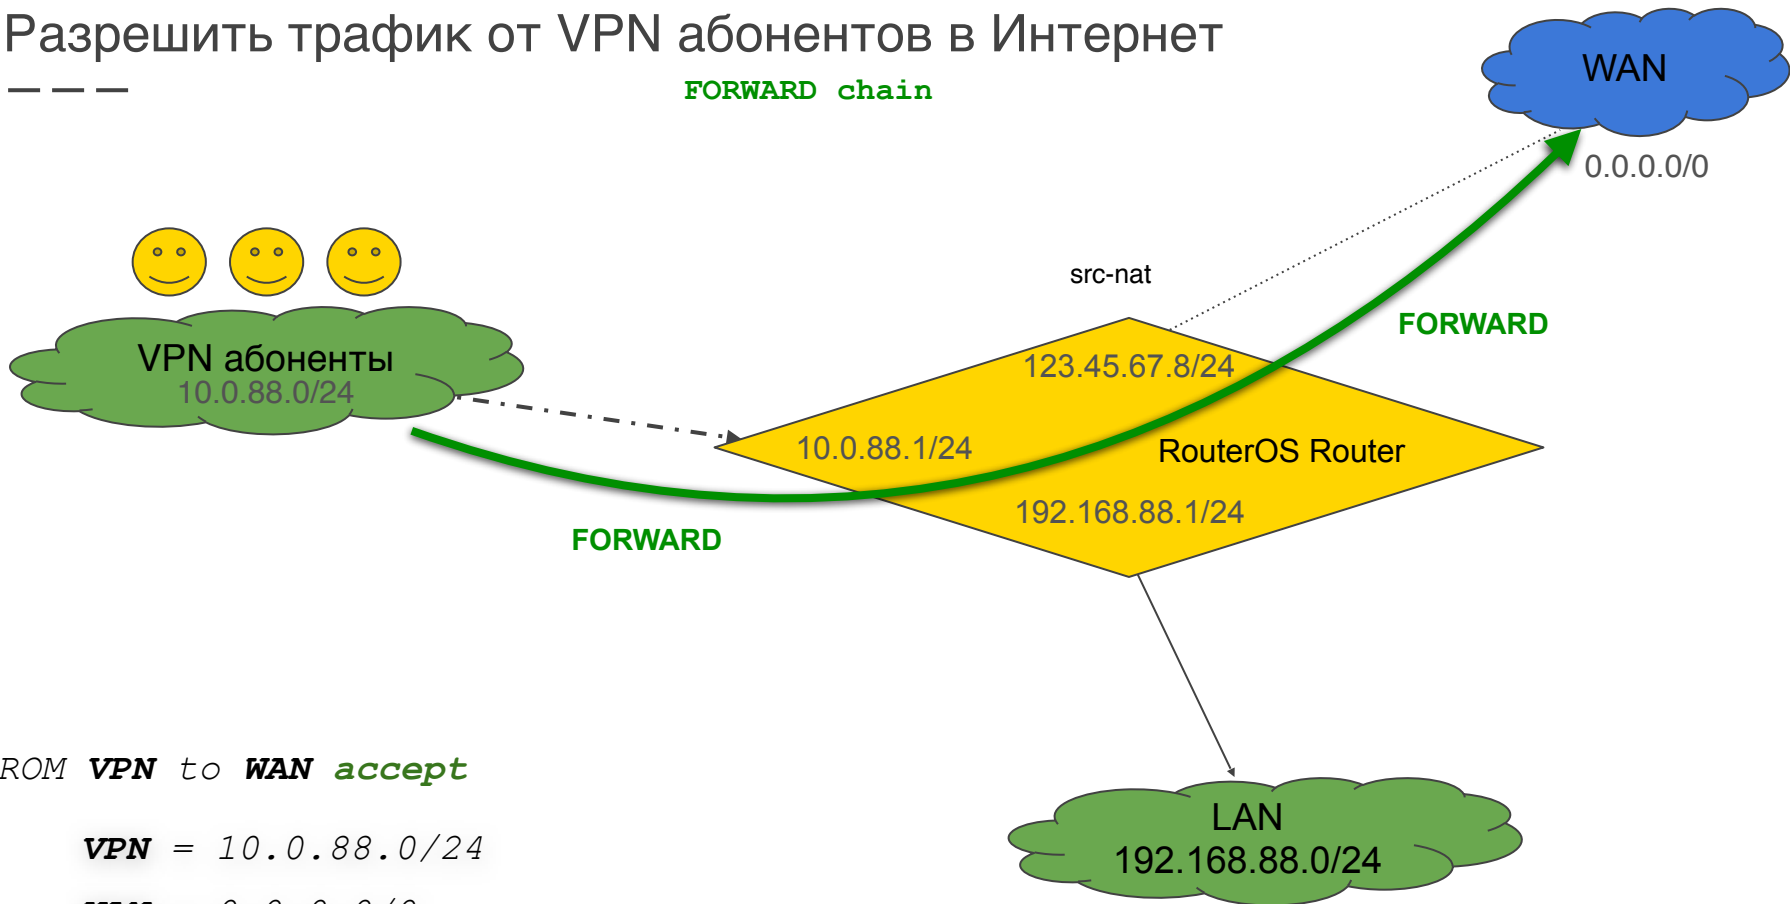 Разрешить трафик от VPN абонентов в Интернет
FORWARD chain
WAN
0.0.0.0/0
src-nat
FORWARD
VPN абоненты
10.0.88.0/24
123.45.67.8/24
10.0.88.1/24
RouterOS Router
192.168.88.1/24
FORWARD
ROM VPN to WAN accept
VPN = 10.0.88.0/24
LAN
192.168.88.0/24